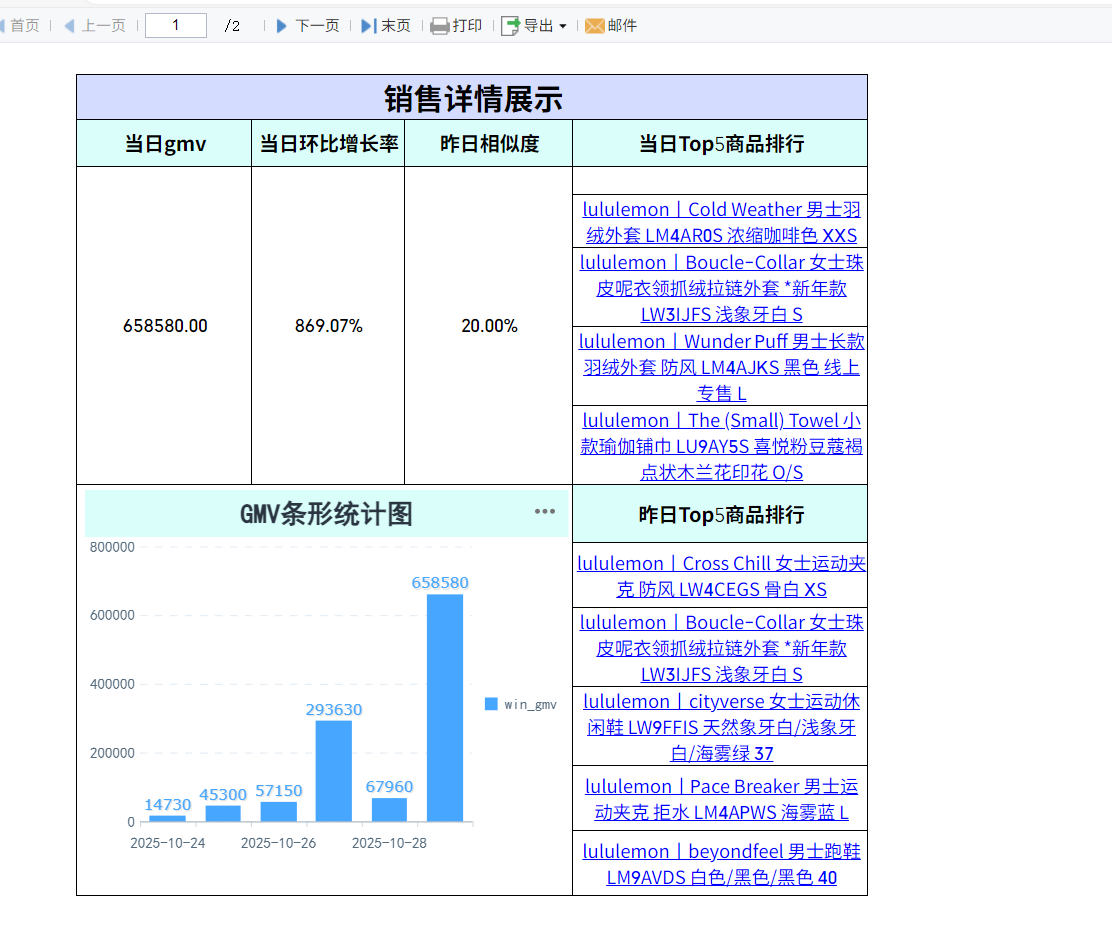 首页
上一页
1
/2
下一页
末页
打印
导出
邮件
销售详情展示
当日gmv
当日环比增长率
昨日相似度
当日Top5商品排行
658580.00
869.07%
20.00%
lululemon丨Cold Weather 男士羽
绒外套 LM4AR0S 浓缩咖啡色 XXS
lululemon丨Boucle-Collar 女士珠
皮呢衣领抓绒拉链外套 *新年款
LW3IJFS 浅象牙白 S
lululemon丨Wunder Puff 男士长款
羽绒外套 防风 LM4AJKS 黑色 线上
专售 L
lululemon丨The (Small) Towel 小
款瑜伽铺巾 LU9AY5S 喜悦粉豆蔻褐
点状木兰花印花 O/S
GMV条形统计图
800000
600000
400000
200000
0
14730
45300
57150
293630
67960
658580
2025-10-24
2025-10-26
2025-10-28
win_gmv
昨日Top5商品排行
lululemon丨Cross Chill 女士运动夹
克 防风 LW4CEGS 骨白 XS
lululemon丨Boucle-Collar 女士珠
皮呢衣领抓绒拉链外套 *新年款
LW3IJFS 浅象牙白 S
lululemon丨cityverse 女士运动休
闲鞋 LW9FFIS 天然象牙白/浅象牙
白/海雾绿 37
lululemon丨Pace Breaker 男士运
动夹克 拒水 LM4APWS 海雾蓝 L
lululemon丨beyondfeel 男士跑鞋
LM9AVDS 白色/黑色/黑色 40